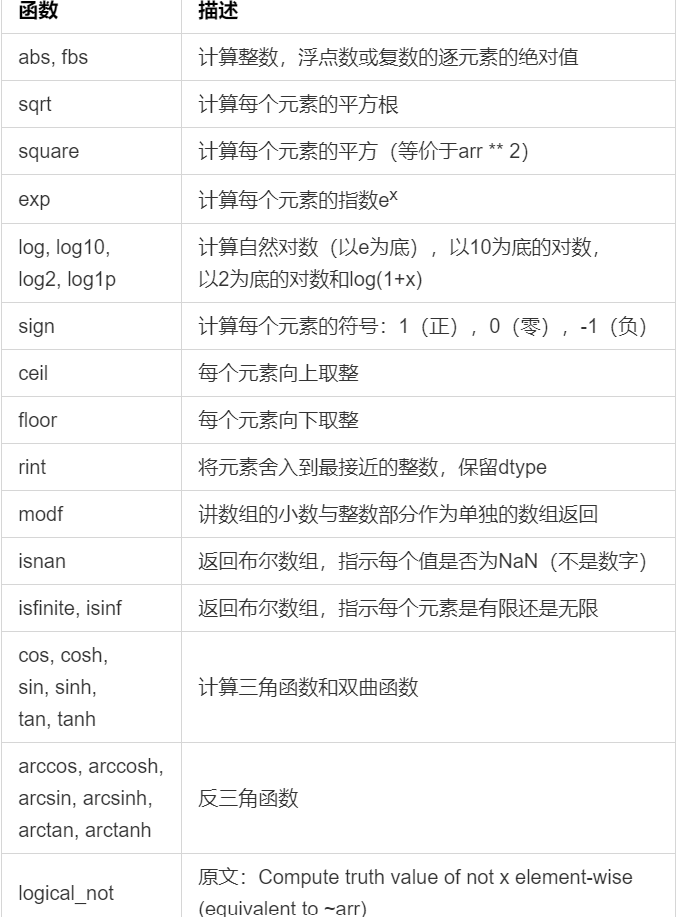 函数 描述
abs, fbs 计算整数，浮点数或复数的逐元素的绝对值
sqrt 计算每个元素的平方根
square 计算每个元素的平方（等价于arr ** 2）
exp 计算每个元素的指数eˣ
log, log10, 计算自然对数（以e为底），以10为底的对数，
log2, log1p 以2为底的对数和log(1+x)
sign 计算每个元素的符号：1（正），0（零），-1（负）
ceil 每个元素向上取整
floor 每个元素向下取整
rint 将元素舍入到最接近的整数，保留dtype
modf 讲数组的小数与整数部分作为单独的数组返回
isnan 返回布尔数组，指示每个值是否为NaN（不是数字）
isfinite, isinf 返回布尔数组，指示每个元素是有限还是无限
cos, cosh,
sin, sinh, 计算三角函数和双曲函数
tan, tanh
arccos, arccosh,
arcsin, arcsinh, 反三角函数
arctan, arctanh
logical_not 原文：Compute truth value of not x element-wise
(equivalent to ~arr)